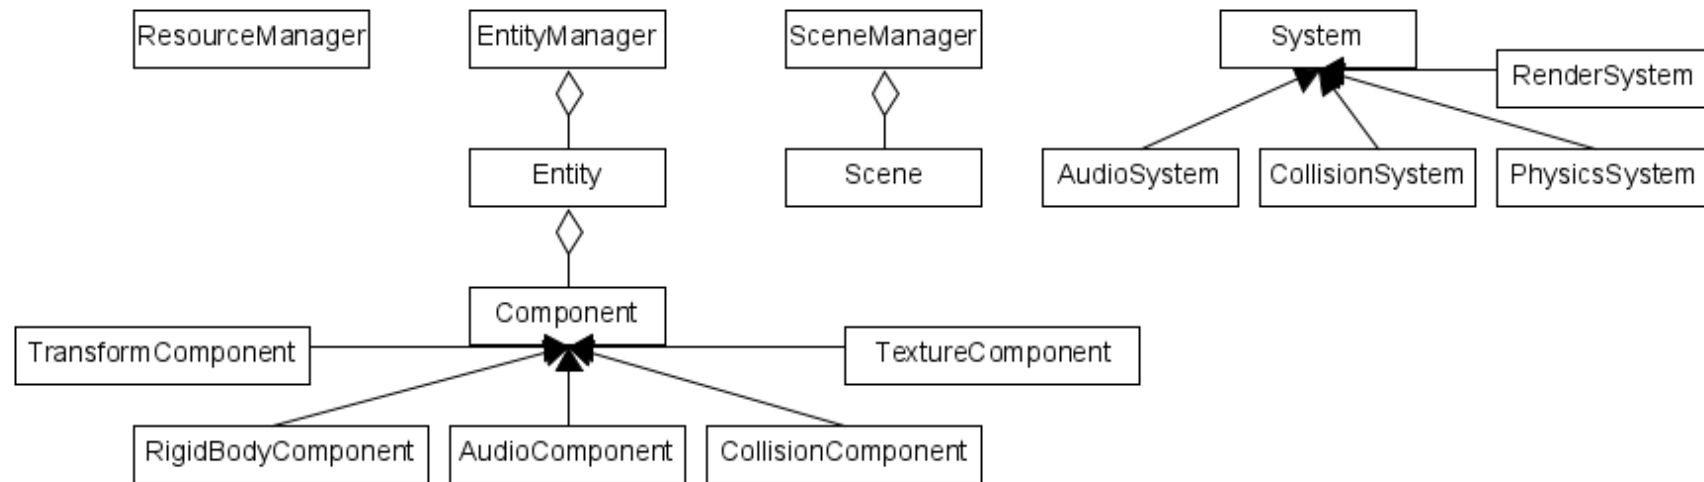 ResourceManager
EntityManager
SceneManager
System
RenderSystem
Entity
Scene
AudioSystem
CollisionSystem
PhysicsSystem
Component
TransformComponent
TextureComponent
RigidBodyComponent
AudioComponent
CollisionComponent